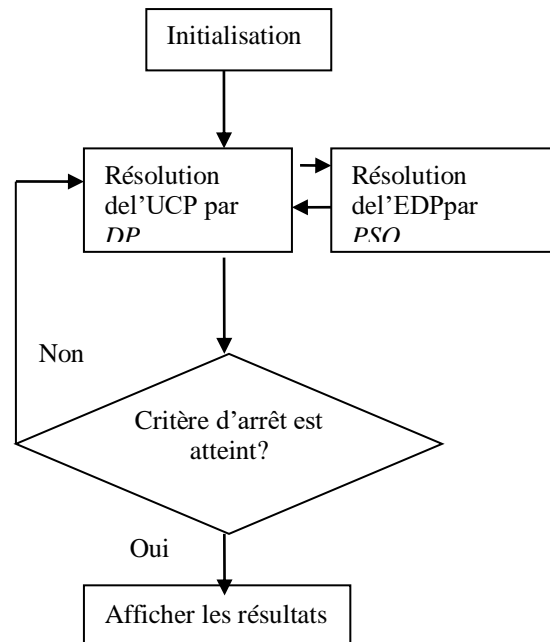 Initialisation
Résolution
del’UCP par
DP
Résolution
del’EDPpar
PSO
Non
Critère d’arrêt est
atteint?
Oui
Afficher les résultats